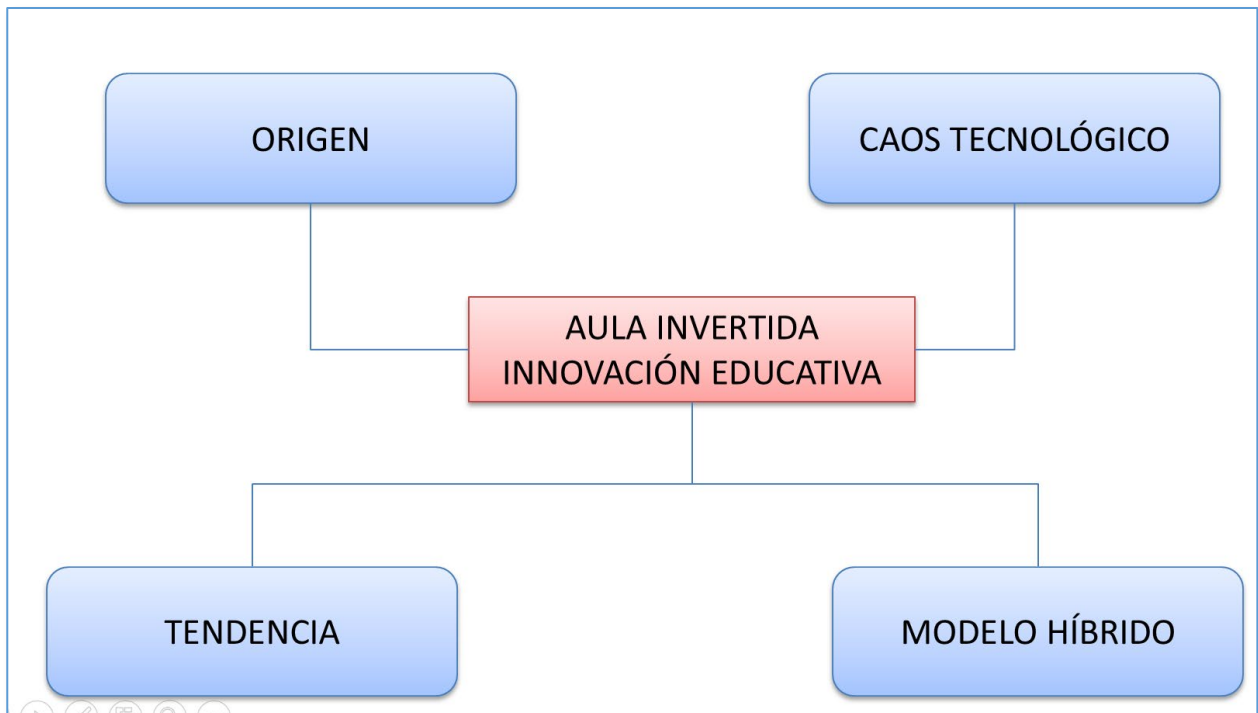 ORIGEN
CAOS TECNOLÓGICO
AULA INVERTIDA
INNOVACIÓN EDUCATIVA
TENDENCIA
MODELO HÍBRIDO